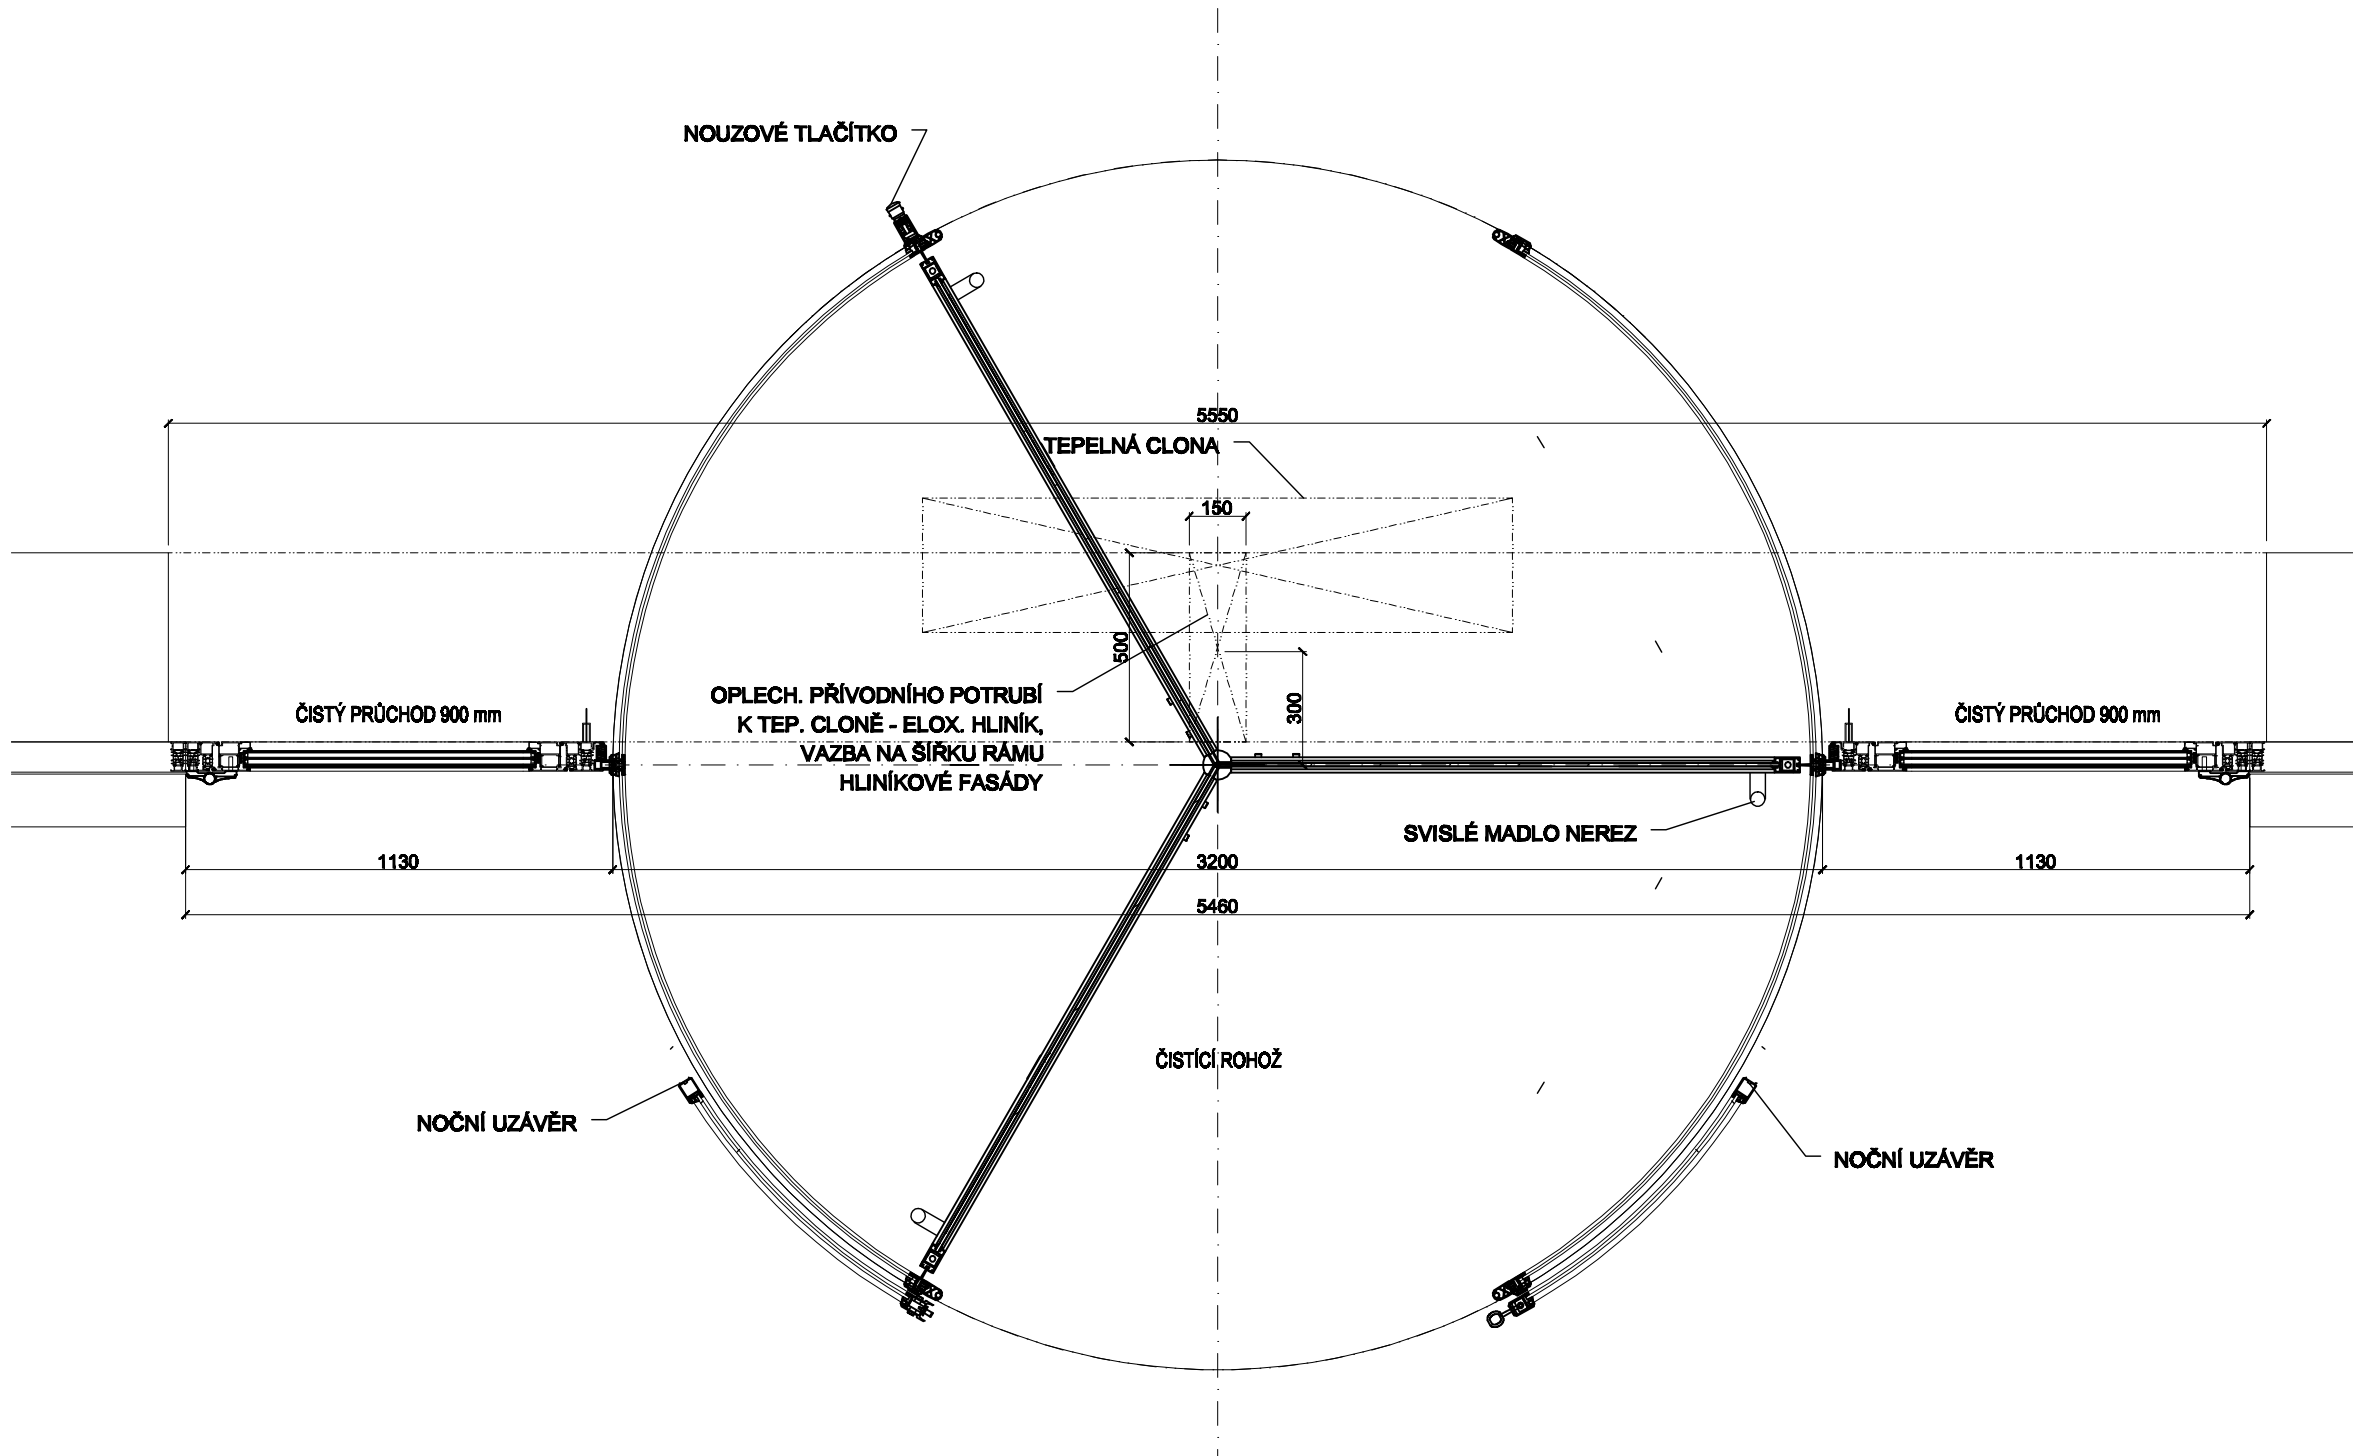 NOUZOVÉ TLAČÍTKO
5550
TEPELNÁ CLONA
150
500
300
OPLECH. PŘÍVODNÍHO POTRUBÍ
K TEP. CLONĚ - ELOX. HLINÍK,
VAZBA NA ŠÍŘKU RÁMU
HLINÍKOVÉ FASÁDY
ČISTÝ PRŮCHOD 900 mm
ČISTÝ PRŮCHOD 900 mm
SVISLÉ MADLO NEREZ
1130
3200
1130
5460
ČISTÍCÍ ROHOŽ
NOČNÍ UZÁVĚR
NOČNÍ UZÁVĚR